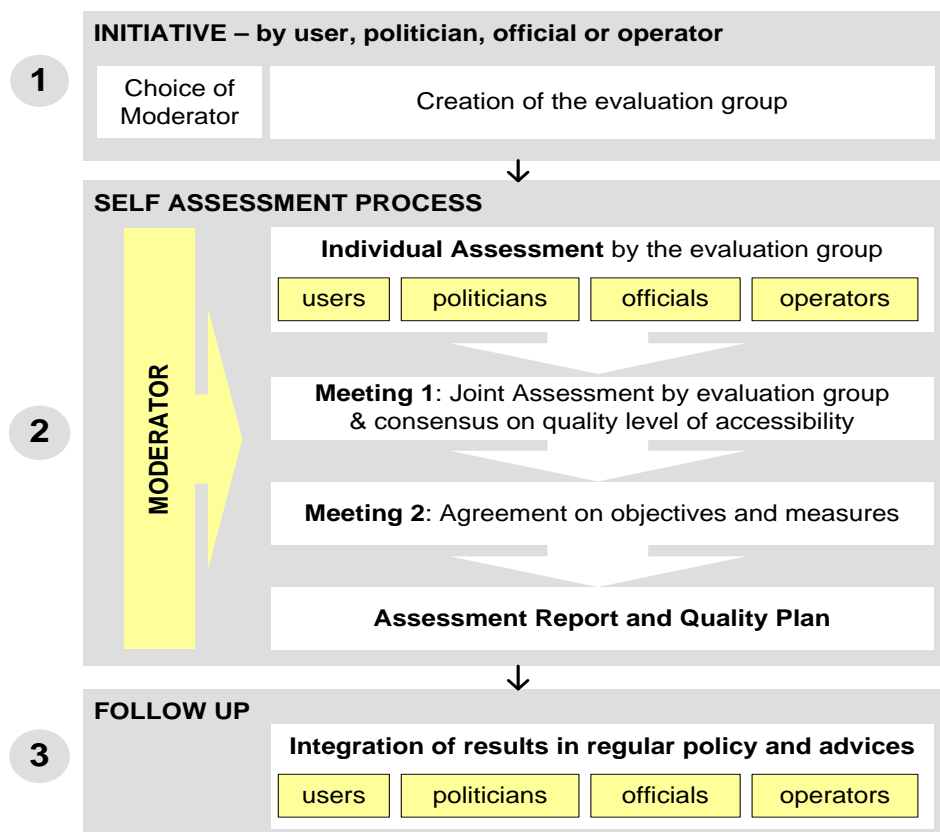 INITIATIVE – by user, politician, official or operator
1
Choice of
Moderator
Creation of the evaluation group
SELF ASSESSMENT PROCESS
2
MODERATOR
Individual Assessment by the evaluation group
users politicians officials operators
Meeting 1: Joint Assessment by evaluation group
& consensus on quality level of accessibility
Meeting 2: Agreement on objectives and measures
Assessment Report and Quality Plan
FOLLOW UP
3
Integration of results in regular policy and advices
users politicians officials operators